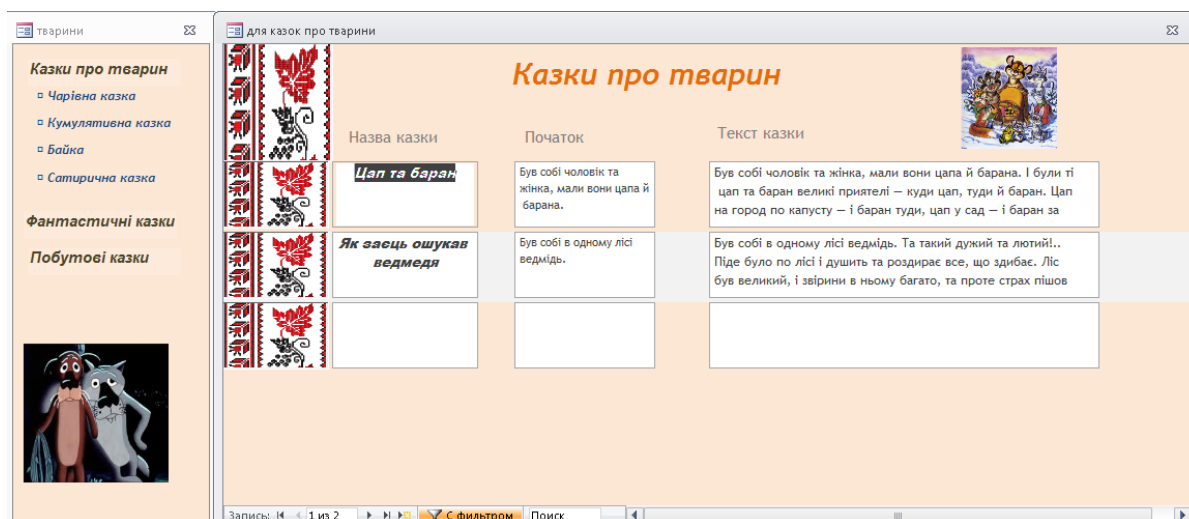 тварини
Казки про тварин
Чарівна казка
Кумулятивна казка
Байка
Сатирична казка
Фантастичні казки
Побутові казки
для казок про тварини
Казки про тварин
Назва казки
Початок
Текст казки
Цап та баран
Був собі чоловік та
жінка, мали вони цапа й
барана.
Був собі чоловік та жінка, мали вони цапа й барана. І були ті
цап та баран великі приятелі – куди цап, туди й баран. Цап
на город по капусту – і баран туди, цап у сад – і баран за
Як заєць ошукав
ведмедя
Був собі в одному лісі
ведмідь.
Був собі в одному лісі ведмідь. Та такий дужий та лютий!..
Піде було по лісі і душить та роздирає все, що здибає. Ліс
був великий, і звірини в ньому багато, та проте страх пішов
Запись: 1 из 2 С фильтром Поиск